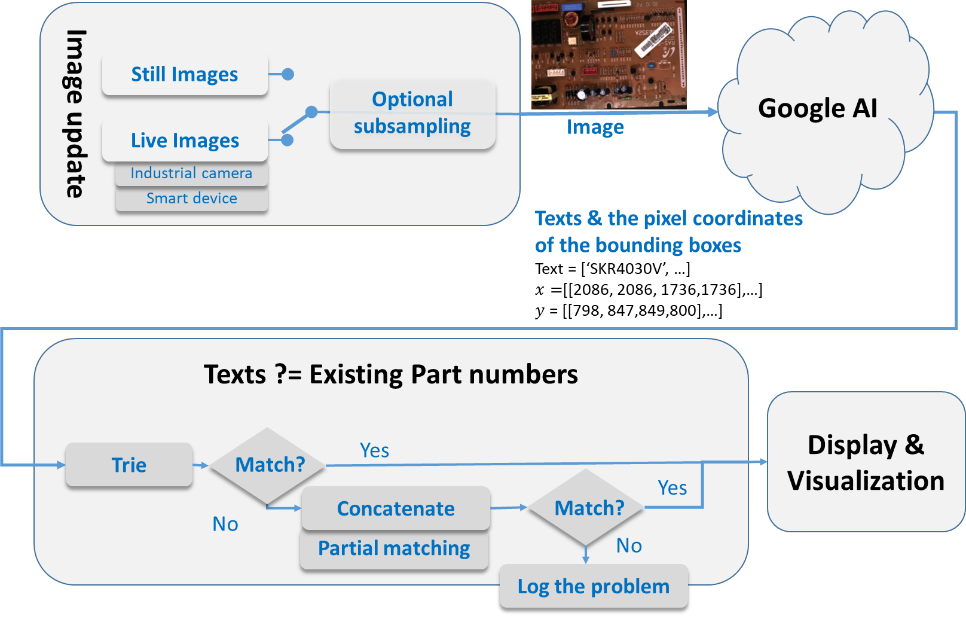 Image update
Still Images
Live Images
Industrial camera
Smart device
Optional
subsampling
Image
Google AI
Texts & the pixel coordinates
of the bounding boxes
Text = [‘SKR4030V’, ...]
x =[[2086, 2086, 1736,1736],...]
y = [[798, 847,849,800],...]
Texts ?= Existing Part numbers
Trie
Match?
Yes
No
Concatenate
Partial matching
Match?
Yes
No
Log the problem
Display &
Visualization